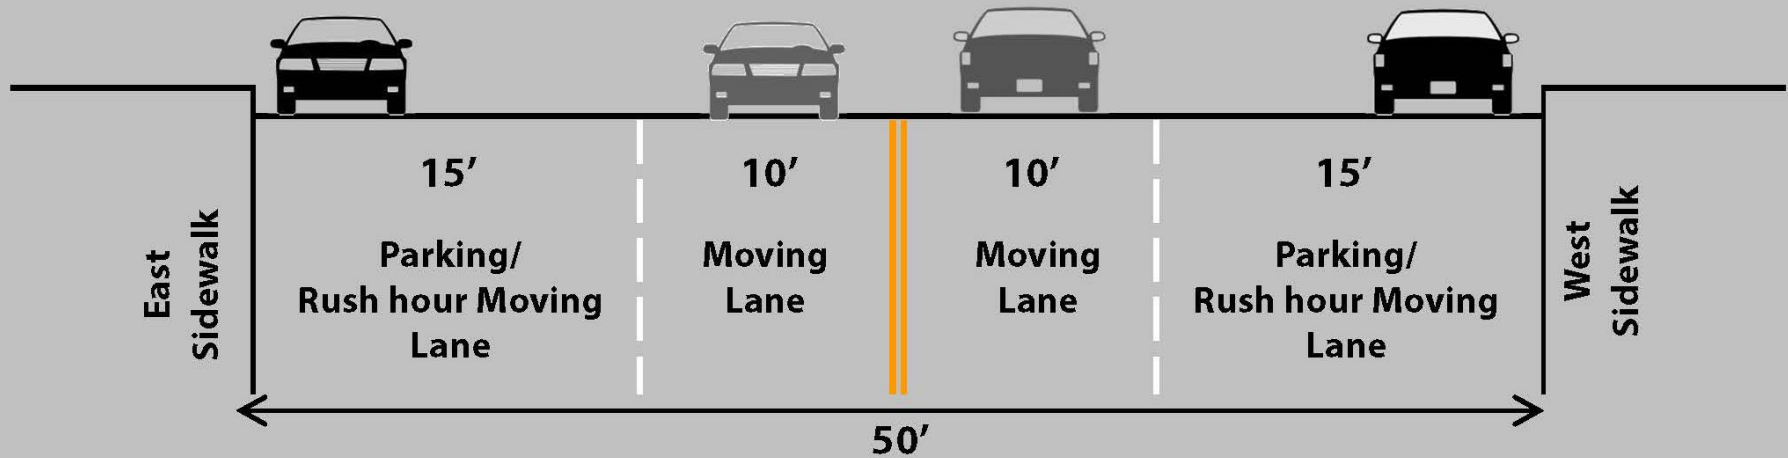 15’
10’
10’
15’
East
Sidewalk
Parking/
Rush hour Moving
Lane
Moving
Lane
Moving
Lane
Parking/
Rush hour Moving
Lane
West
Sidewalk
50’